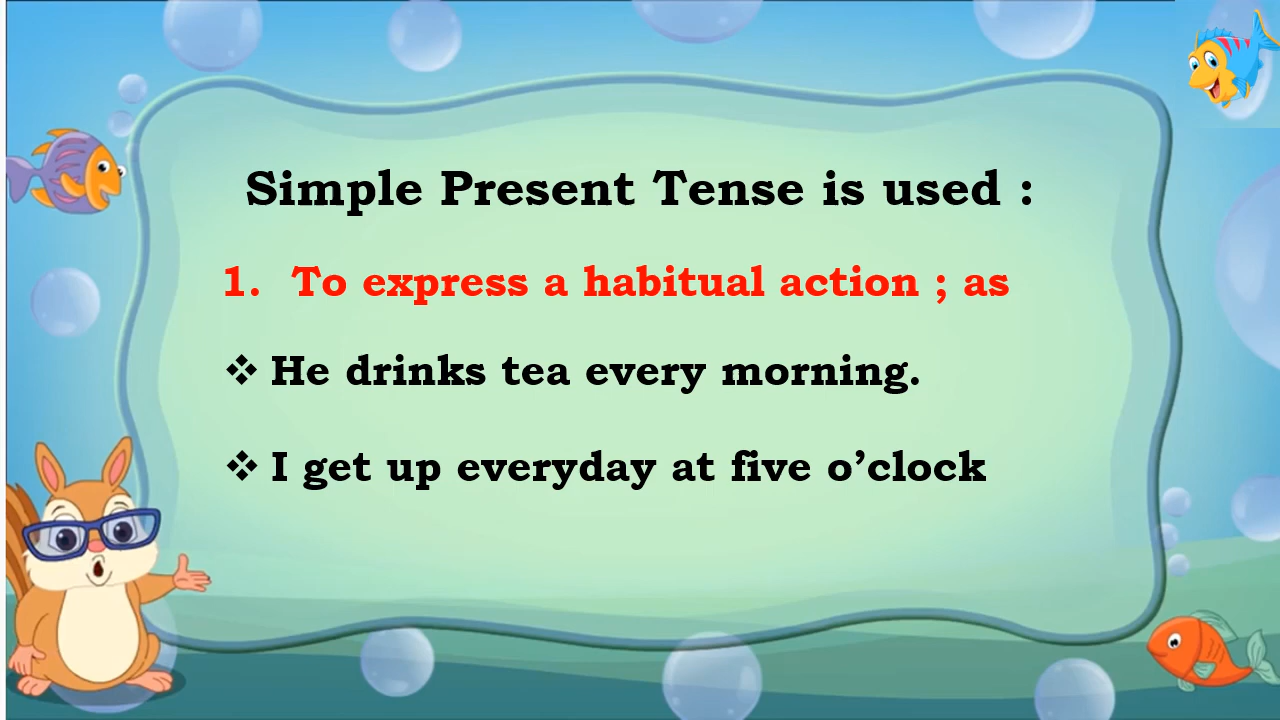 Simple Present Tense is used :
1. To express a habitual action ; as
❖ He drinks tea every morning.
❖ I get up everyday at five o’clock